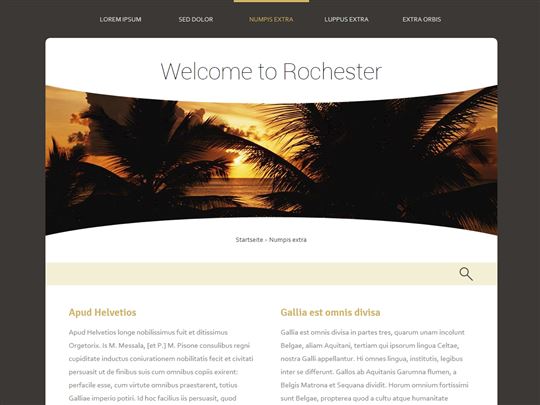 LOREM IPSUM SED DOLOR NUMPIS EXTRA LUPPUS EXTRA EXTRA ORBIS
Welcome to Rochester
Startseite - Numpis extra
Apud Helvetios
Apud Helvetios longe nobilissimus fuit et ditissimus
Orgetorix. Is M. Messala, [et P.] M. Pisone consulibus regni
cupiditate inductus coniurationem nobilitatis fecit et civitati
persuasit ut de finibus suis cum omnibus copiis exirent:
perfacile esse, cum virtute omnibus praestarent, totius
Galliae imperio potiri. Id hoc facilius iis persuasit, quod
Gallia est omnis divisa
Gallia est omnis divisa in partes tres, quarum unam incolunt
Belgae, aliam Aquitani, tertiam qui ipsorum lingua Celtae,
nostra Galli appellantur. Hi omnes lingua, institutis, legibus
inter se differunt. Gallos ab Aquitanis Garumna flumen, a
Belgis Matrona et Sequana dividit. Horum omnium fortissimi
sunt Belgae, propterea quod a cultu atque humanitate